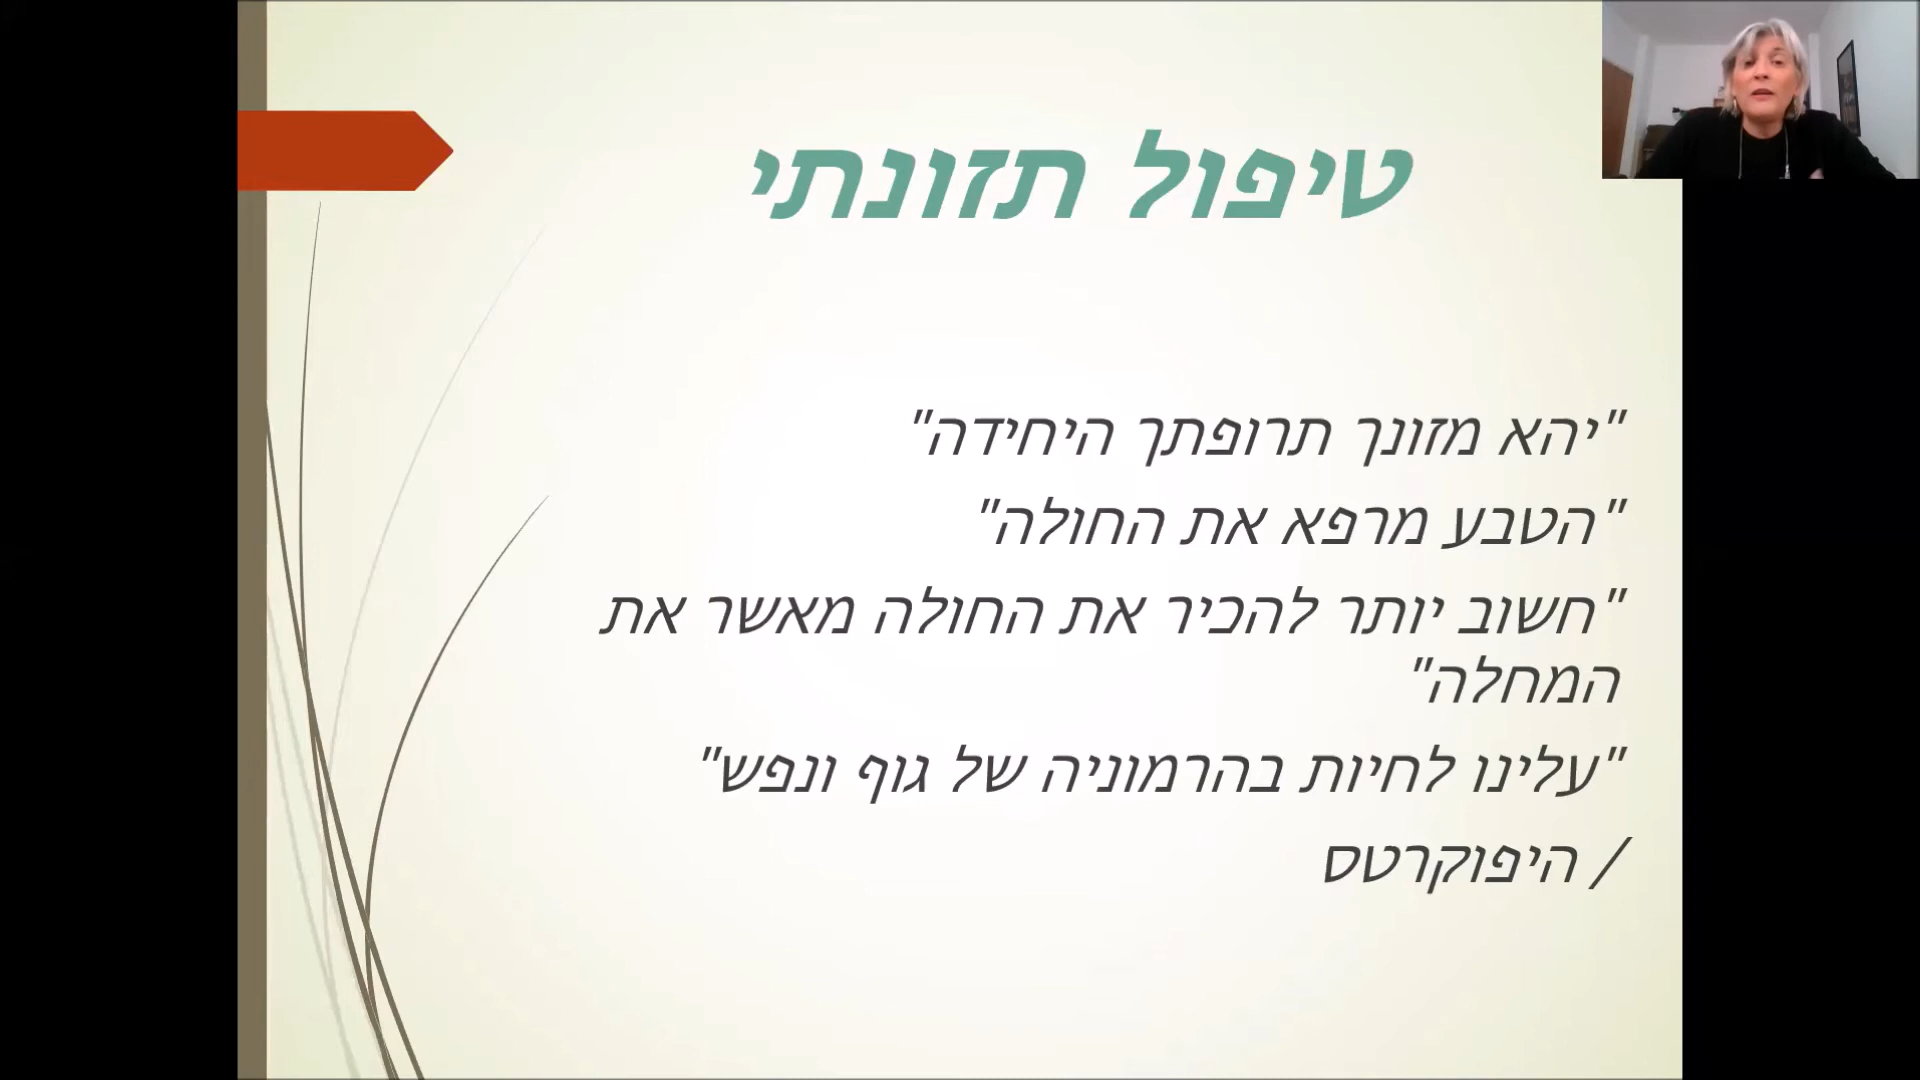 טיפול תזונתי
"יהא מזונך תרופתך היחידה"
"הטבע מרפא את החולה"
"חשוב יותר להכיר את החולה מאשר את
המחלה"
"עלינו לחיות בהרמוניה של גוף ונפש"
/ היפוקרטס